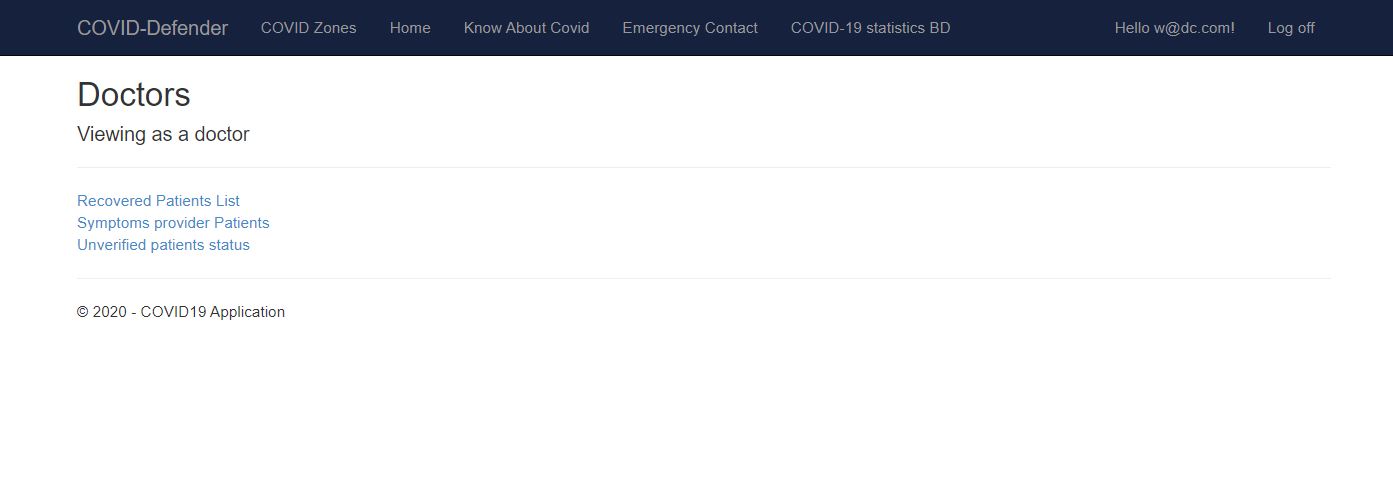 COVID-Defender COVID Zones Home Know About Covid Emergency Contact COVID-19 statistics BD Hello w@dc.com! Log off
Doctors
Viewing as a doctor
Recovered Patients List
Symptoms provider Patients
Unverified patients status
© 2020 - COVID19 Application